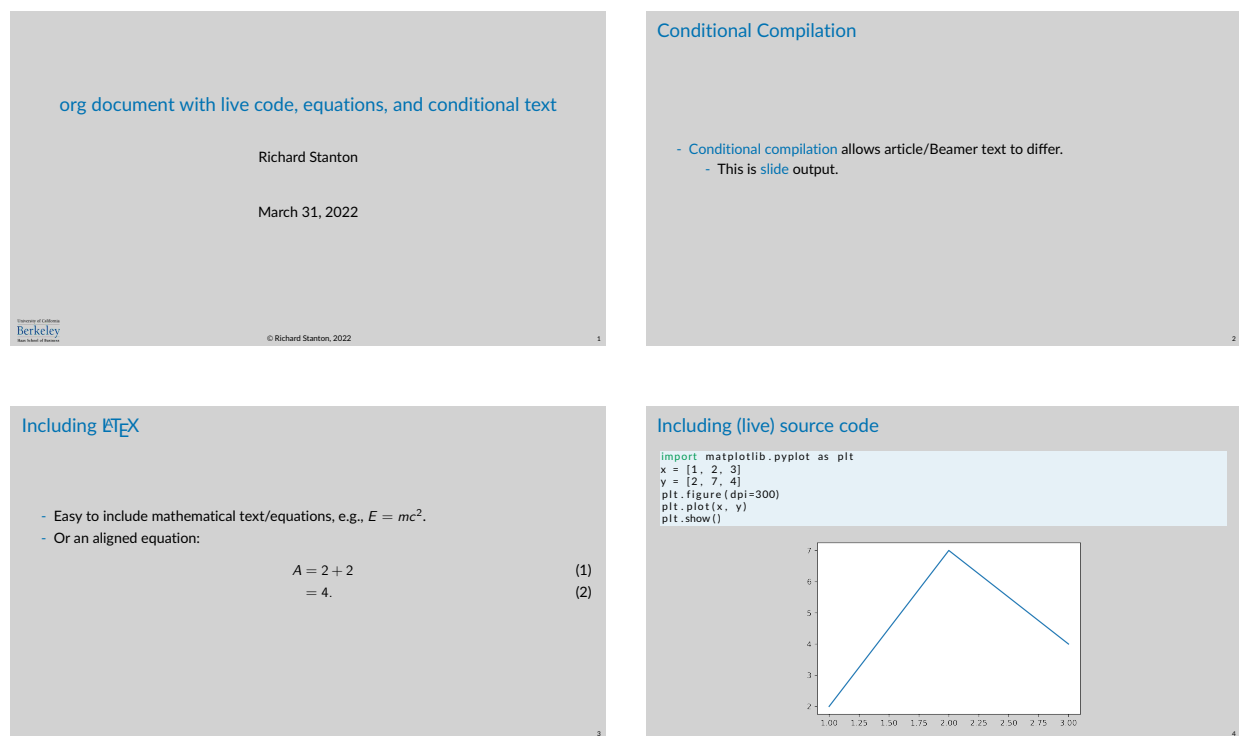 org document with live code, equations, and conditional text
Richard Stanton
March 31, 2022
University of California
Berkeley
Haas School of Business
© Richard Stanton, 2022
1
Conditional Compilation
- Conditional compilation allows article/Beamer text to differ.
- This is slide output.
2
Including LATEX
- Easy to include mathematical text/equations, e.g., E = mc².
- Or an aligned equation:
A = 2 + 2 (1)
= 4. (2)
3
Including (live) source code
import matplotlib.pyplot as plt
x = [1, 2, 3]
y = [2, 7, 4]
plt.figure(dpi=300)
plt.plot(x, y)
plt.show()
7
6
5
4
3
2
1.00 1.25 1.50 1.75 2.00 2.25 2.50 2.75 3.00
4